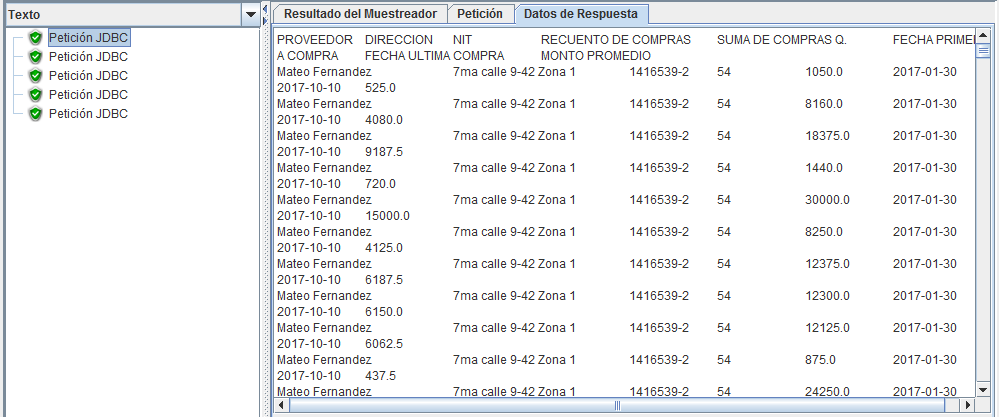 Texto
Petición JDBC
Petición JDBC
Petición JDBC
Petición JDBC
Petición JDBC
Resultado del Muestreador Petición Datos de Respuesta
PROVEEDOR DIRECCION NIT RECUENTO DE COMPRAS SUMA DE COMPRAS Q. FECHA PRIMER
A COMPRA FECHA ULTIMA COMPRA MONTO PROMEDIO
Mateo Fernandez 7ma calle 9-42 Zona 1 1416539-2 54 1050.0 2017-01-30
2017-10-10 525.0
Mateo Fernandez 7ma calle 9-42 Zona 1 1416539-2 54 8160.0 2017-01-30
2017-10-10 4080.0
Mateo Fernandez 7ma calle 9-42 Zona 1 1416539-2 54 18375.0 2017-01-30
2017-10-10 9187.5
Mateo Fernandez 7ma calle 9-42 Zona 1 1416539-2 54 1440.0 2017-01-30
2017-10-10 720.0
Mateo Fernandez 7ma calle 9-42 Zona 1 1416539-2 54 30000.0 2017-01-30
2017-10-10 15000.0
Mateo Fernandez 7ma calle 9-42 Zona 1 1416539-2 54 8250.0 2017-01-30
2017-10-10 4125.0
Mateo Fernandez 7ma calle 9-42 Zona 1 1416539-2 54 12375.0 2017-01-30
2017-10-10 6187.5
Mateo Fernandez 7ma calle 9-42 Zona 1 1416539-2 54 12300.0 2017-01-30
2017-10-10 6150.0
Mateo Fernandez 7ma calle 9-42 Zona 1 1416539-2 54 12125.0 2017-01-30
2017-10-10 6062.5
Mateo Fernandez 7ma calle 9-42 Zona 1 1416539-2 54 875.0 2017-01-30
2017-10-10 437.5
Mateo Fernandez 7ma calle 9-42 Zona 1 1416539-2 54 24250.0 2017-01-30